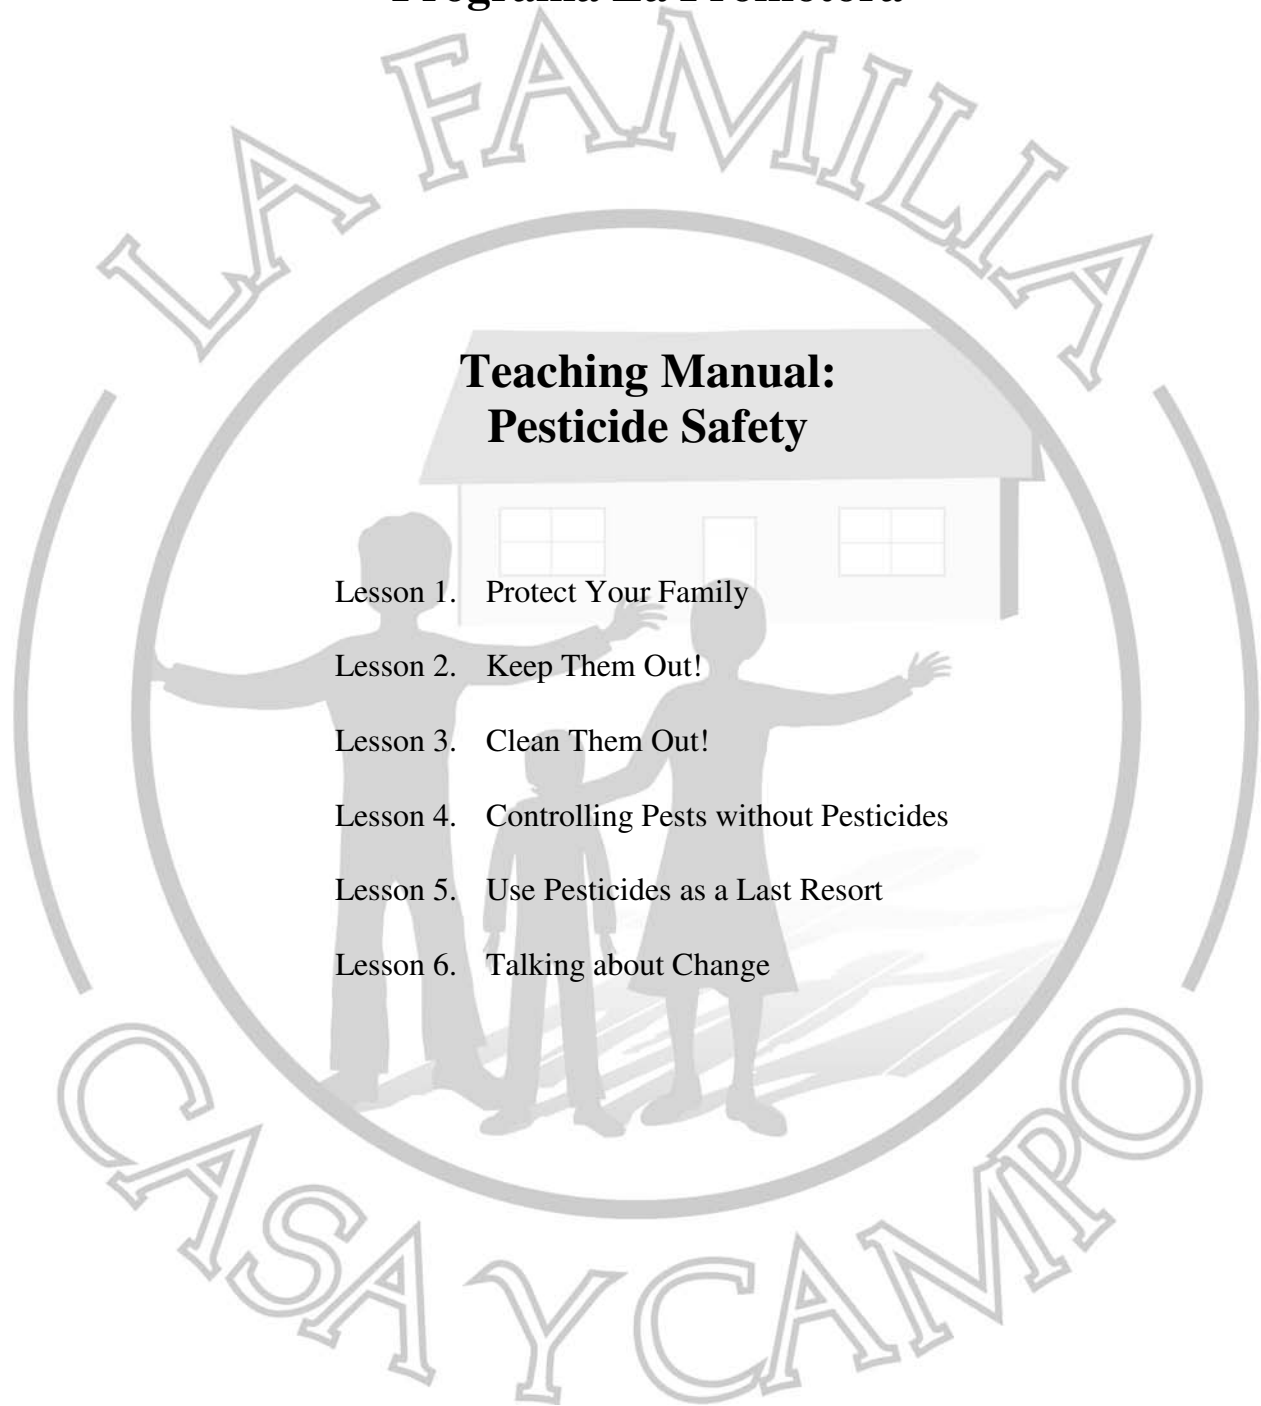 Programa La Promotora
LA FAMILIA
Teaching Manual:
Pesticide Safety
Lesson 1. Protect Your Family
Lesson 2. Keep Them Out!
Lesson 3. Clean Them Out!
Lesson 4. Controlling Pests without Pesticides
Lesson 5. Use Pesticides as a Last Resort
Lesson 6. Talking about Change
CASA Y CAMPO